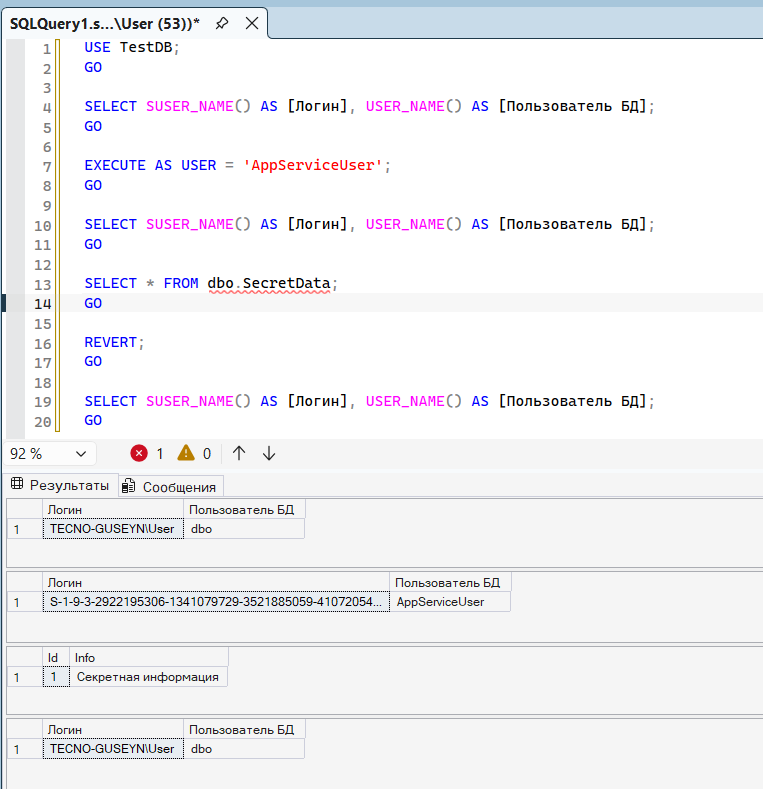 SQLQuery1.s...\User (53))*
1 USE TestDB;
2 GO
3
4 SELECT SUSER_NAME() AS [Логин], USER_NAME() AS [Пользователь БД];
5 GO
6
7 EXECUTE AS USER = 'AppServiceUser';
8 GO
9
10 SELECT SUSER_NAME() AS [Логин], USER_NAME() AS [Пользователь БД];
11 GO
12
13 SELECT * FROM dbo.SecretData;
14 GO
15
16 REVERT;
17 GO
18
19 SELECT SUSER_NAME() AS [Логин], USER_NAME() AS [Пользователь БД];
20 GO
92 % 1 0
Результаты Сообщения
Логин Пользователь БД
1 TECNO-GUSEYN\User dbo
Логин Пользователь БД
1 S-1-9-3-2922195306-1341079729-3521885059-41072054... AppServiceUser
Id Info
1 1 Секретная информация
Логин Пользователь БД
1 TECNO-GUSEYN\User dbo